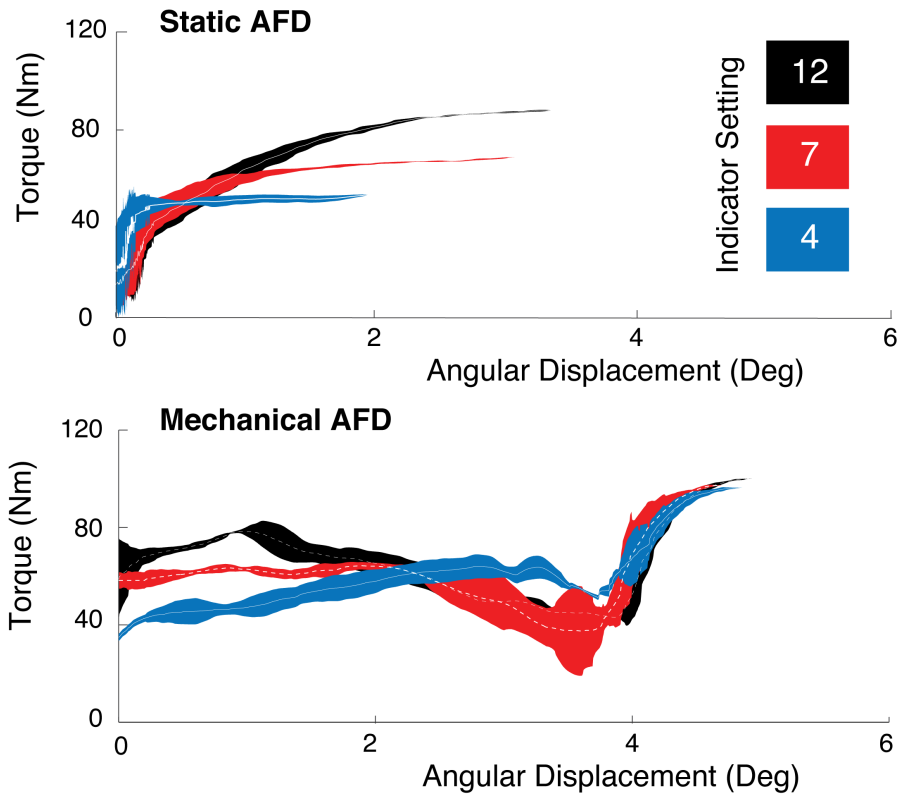 Static AFD
120
80
40
0
Torque (Nm)
0 2 4 6
Angular Displacement (Deg)
Indicator Setting
12
7
4
Mechanical AFD
120
80
40
0
Torque (Nm)
0 2 4 6
Angular Displacement (Deg)